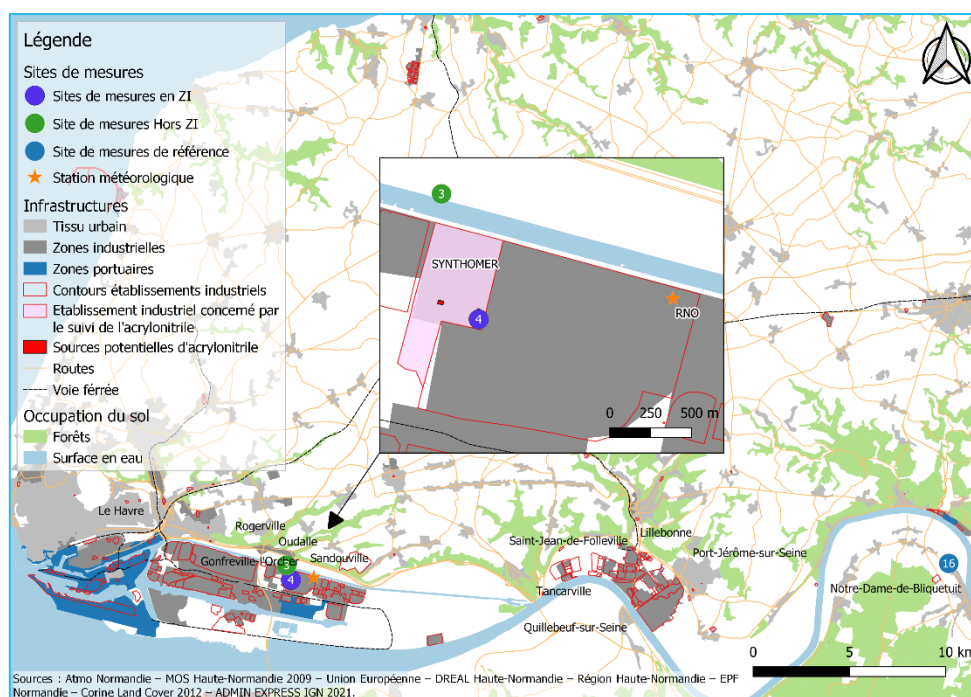 Légende
Sites de mesures
Sites de mesures en ZI
Site de mesures Hors ZI
Site de mesures de référence
Station météorologique
Infrastructures
Tissu urbain
Zones industrielles
Zones portuaires
Contours établissements industriels
Etablissement industriel concerné par
le suivi de l'acrylonitrile
Sources potentielles d'acrylonitrile
Routes
Voie férrée
Occupation du sol
Forêts
Surface en eau
3
SYNTHOMER
4
RNO
0 250 500 m
Le Havre
Rogerville
Oudalle
Gonfreville-l'Orcher
Sandouville
3
4
Saint-Jean-de-Folleville
Lillebonne
Port-Jérôme-sur-Seine
Tancarville
Quillebeuf-sur-Seine
16
Notre-Dame-de-Bliquetuit
0 5 10 km
Sources : Atmo Normandie – MOS Haute-Normandie 2009 – Union Européenne – DREAL Haute-Normandie – Région Haute-Normandie – EPF
Normandie – Corine Land Cover 2012 – ADMIN EXPRESS IGN 2021.